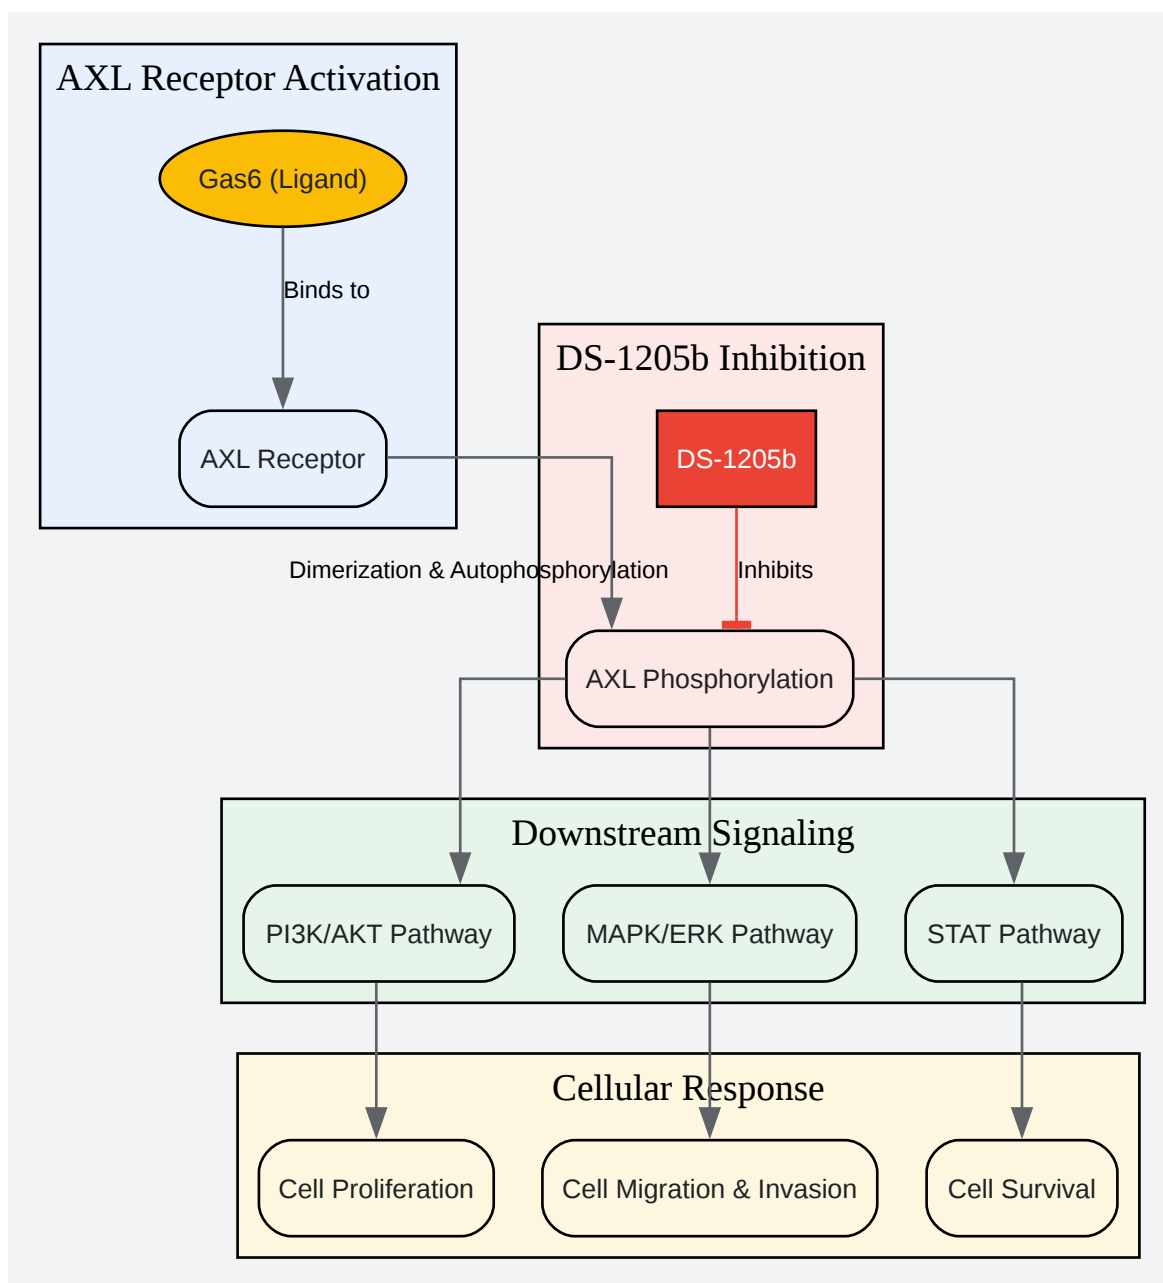 AXL Receptor Activation
Gas6 (Ligand)
Binds to
AXL Receptor
DS-1205b Inhibition
DS-1205b
Dimerization & Autophosphorylation
Inhibits
AXL Phosphorylation
Downstream Signaling
PI3K/AKT Pathway
MAPK/ERK Pathway
STAT Pathway
Cellular Response
Cell Proliferation
Cell Migration & Invasion
Cell Survival